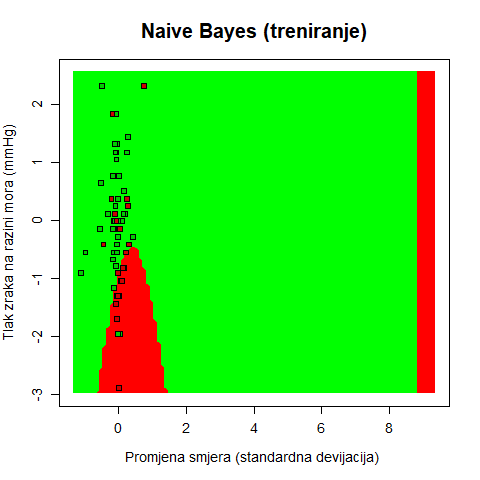 Naive Bayes (treniranje)
Tlak zraka na razini mora (mmHg)
2
1
0
-1
-2
-3
0 2 4 6 8
Promjena smjera (standardna devijacija)